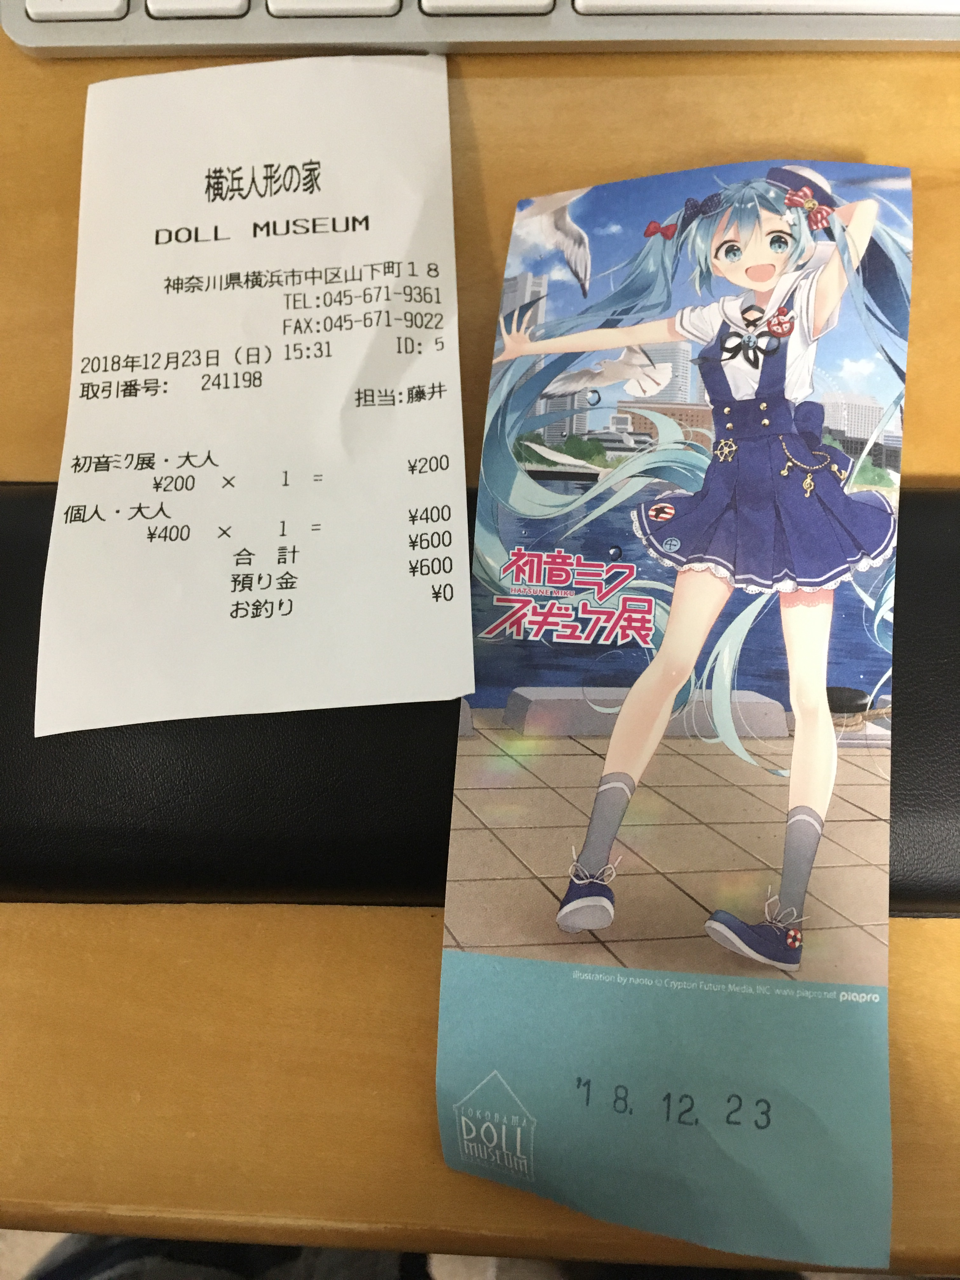 横浜人形の家
DOLL MUSEUM
神奈川県横浜市中区山下町18
TEL:045-671-9361
FAX:045-671-9022
2018年12月23日(日)15:31 ID: 5
取引番号: 241198
担当:藤井
初音ミク展・大人 ¥200
¥200 × 1 =
個人・大人 ¥400
¥400 × 1 =
合 計 ¥600
預り金 ¥600
お釣り ¥0
初音ミク
HATSUNE MIKU
フィギュア展
Illustration by naoto © Crypton Future Media, INC. www.piapro.net piapro
'18.12.23
YOKOHAMA
DOLL
MUSEUM